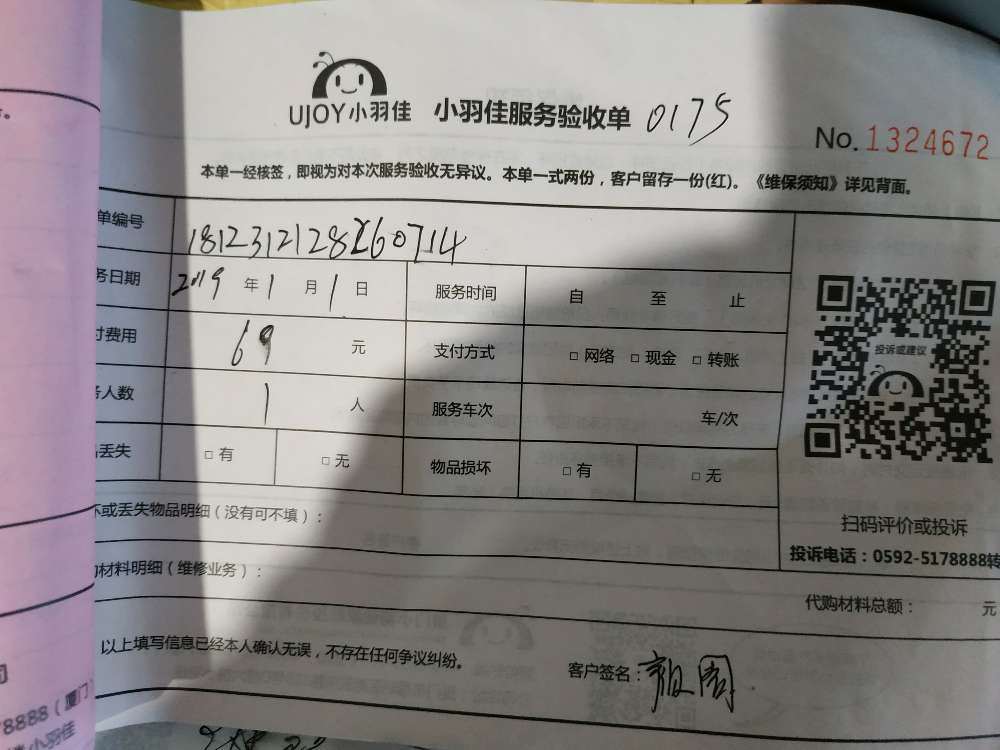 UJOY小羽佳 小羽佳服务验收单 0175
No. 1324672
本单一经核签，即视为对本次服务验收无异议。本单一式两份，客户留存一份(红)。《维保须知》详见背面。
单编号 1812312128260714
务日期 2019 年 1 月 1 日 服务时间 自 至 止
付费用 69 元 支付方式 □ 网络 □ 现金 □ 转账
务人数 1 人 服务车次 车/次
丢失 □ 有 □ 无 物品损坏 □ 有 □ 无
投诉或建议
扫码评价或投诉
投诉电话：0592-5178888转
坏或丢失物品明细（没有可不填）：
材料明细（维修业务）：
代购材料总额： 元
以上填写信息已经本人确认无误，不存在任何争议纠纷。
客户签名：
8888（厦门）
小羽佳